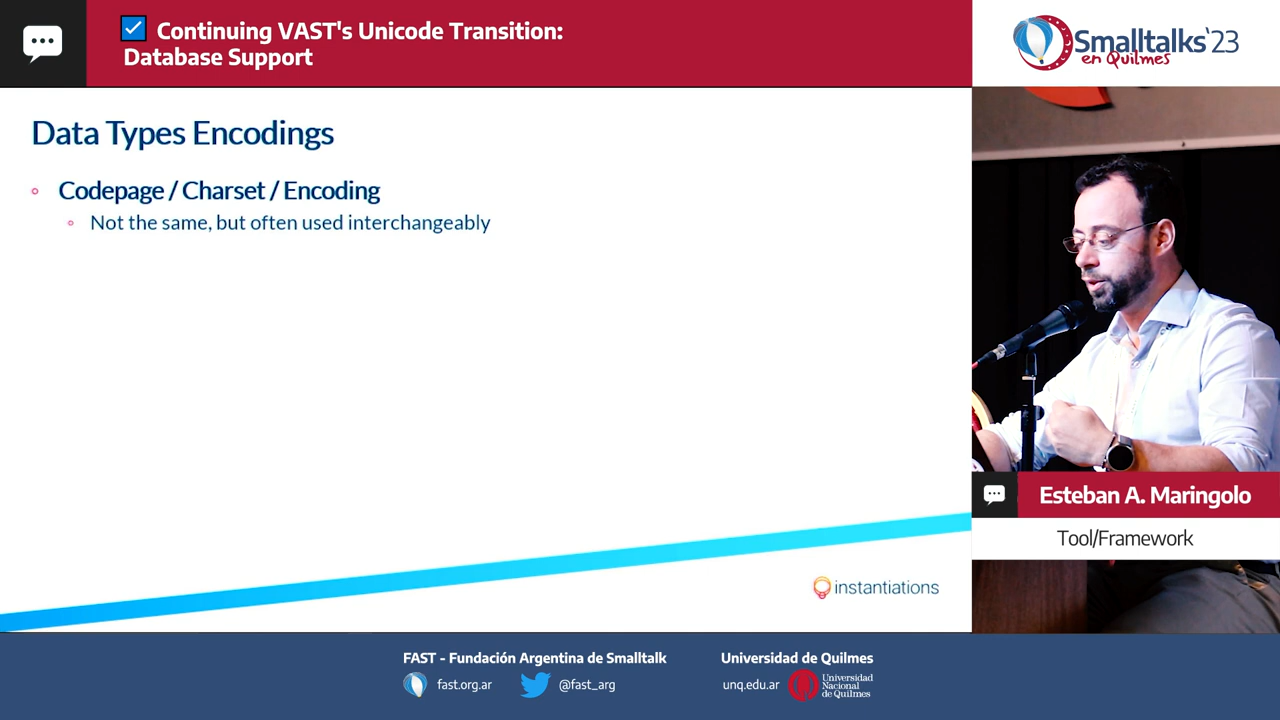 Continuing VAST's Unicode Transition:
Database Support
Smalltalks'23
en Quilmes
Data Types Encodings
Codepage / Charset / Encoding
Not the same, but often used interchangeably
Esteban A. Maringolo
Tool/Framework
instantiations
FAST - Fundación Argentina de Smalltalk
fast.org.ar
@fast_arg
Universidad de Quilmes
unq.edu.ar
Universidad
Nacional
de Quilmes